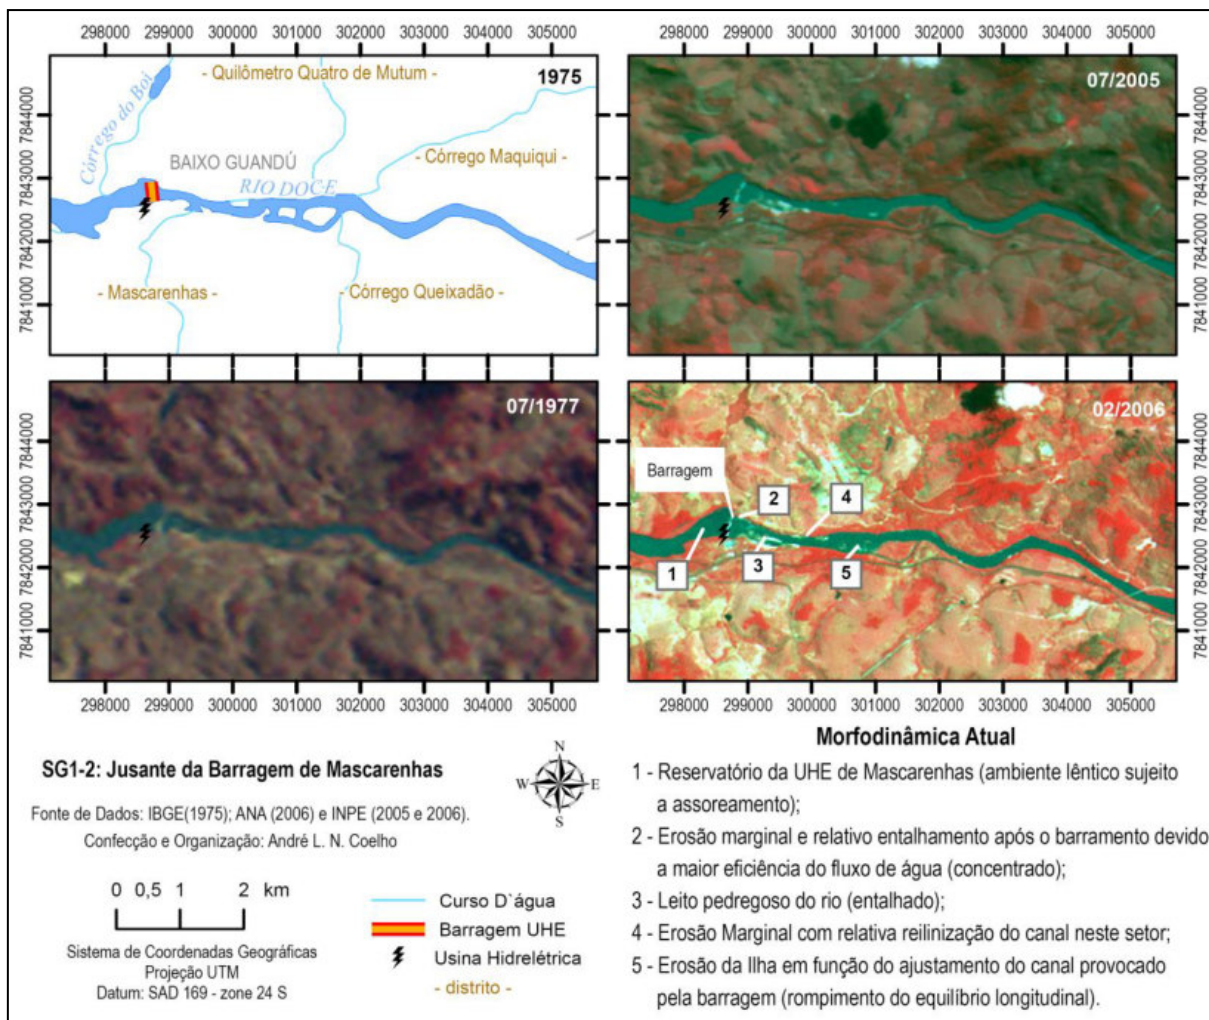 298000 299000 300000 301000 302000 303000 304000 305000
298000 299000 300000 301000 302000 303000 304000 305000
7844000
7843000
7842000
7841000
- Quilômetro Quatro de Mutum -
1975
Córrego do Boi
BAIXO GUANDÚ
- Córrego Maquiqui -
RIO DOCE
- Mascarenhas -
- Córrego Queixadão -
07/2005
7844000
7843000
7842000
7841000
7844000
7843000
7842000
7841000
07/1977
02/2006
Barragem
2
4
1
3
5
7844000
7843000
7842000
7841000
298000 299000 300000 301000 302000 303000 304000 305000
298000 299000 300000 301000 302000 303000 304000 305000
SG1-2: Jusante da Barragem de Mascarenhas
Fonte de Dados: IBGE(1975); ANA (2006) e INPE (2005 e 2006).
Confecção e Organização: André L. N. Coelho
N
W E
S
0 0,5 1 2 km
Sistema de Coordenadas Geográficas
Projeção UTM
Datum: SAD 169 - zone 24 S
Curso D`água
Barragem UHE
Usina Hidrelétrica
- distrito -
Morfodinâmica Atual
1 - Reservatório da UHE de Mascarenhas (ambiente lêntico sujeito
a assoreamento);
2 - Erosão marginal e relativo entalhamento após o barramento devido
a maior eficiência do fluxo de água (concentrado);
3 - Leito pedregoso do rio (entalhado);
4 - Erosão Marginal com relativa reilinização do canal neste setor;
5 - Erosão da Ilha em função do ajustamento do canal provocado
pela barragem (rompimento do equilíbrio longitudinal).